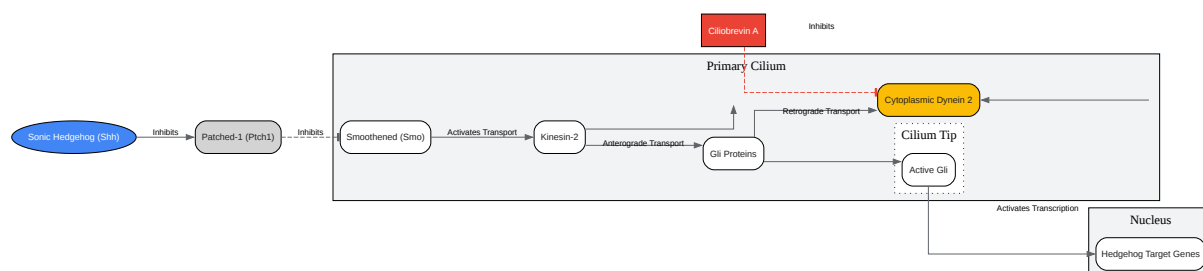 Ciliobrevin A
Inhibits
Primary Cilium
Cytoplasmic Dynein 2
Retrograde Transport
Cilium Tip
Sonic Hedgehog (Shh)
Inhibits
Patched-1 (Ptch1)
Inhibits
Smoothened (Smo)
Activates Transport
Kinesin-2
Anterograde Transport
Gli Proteins
Active Gli
Activates Transcription
Nucleus
Hedgehog Target Genes